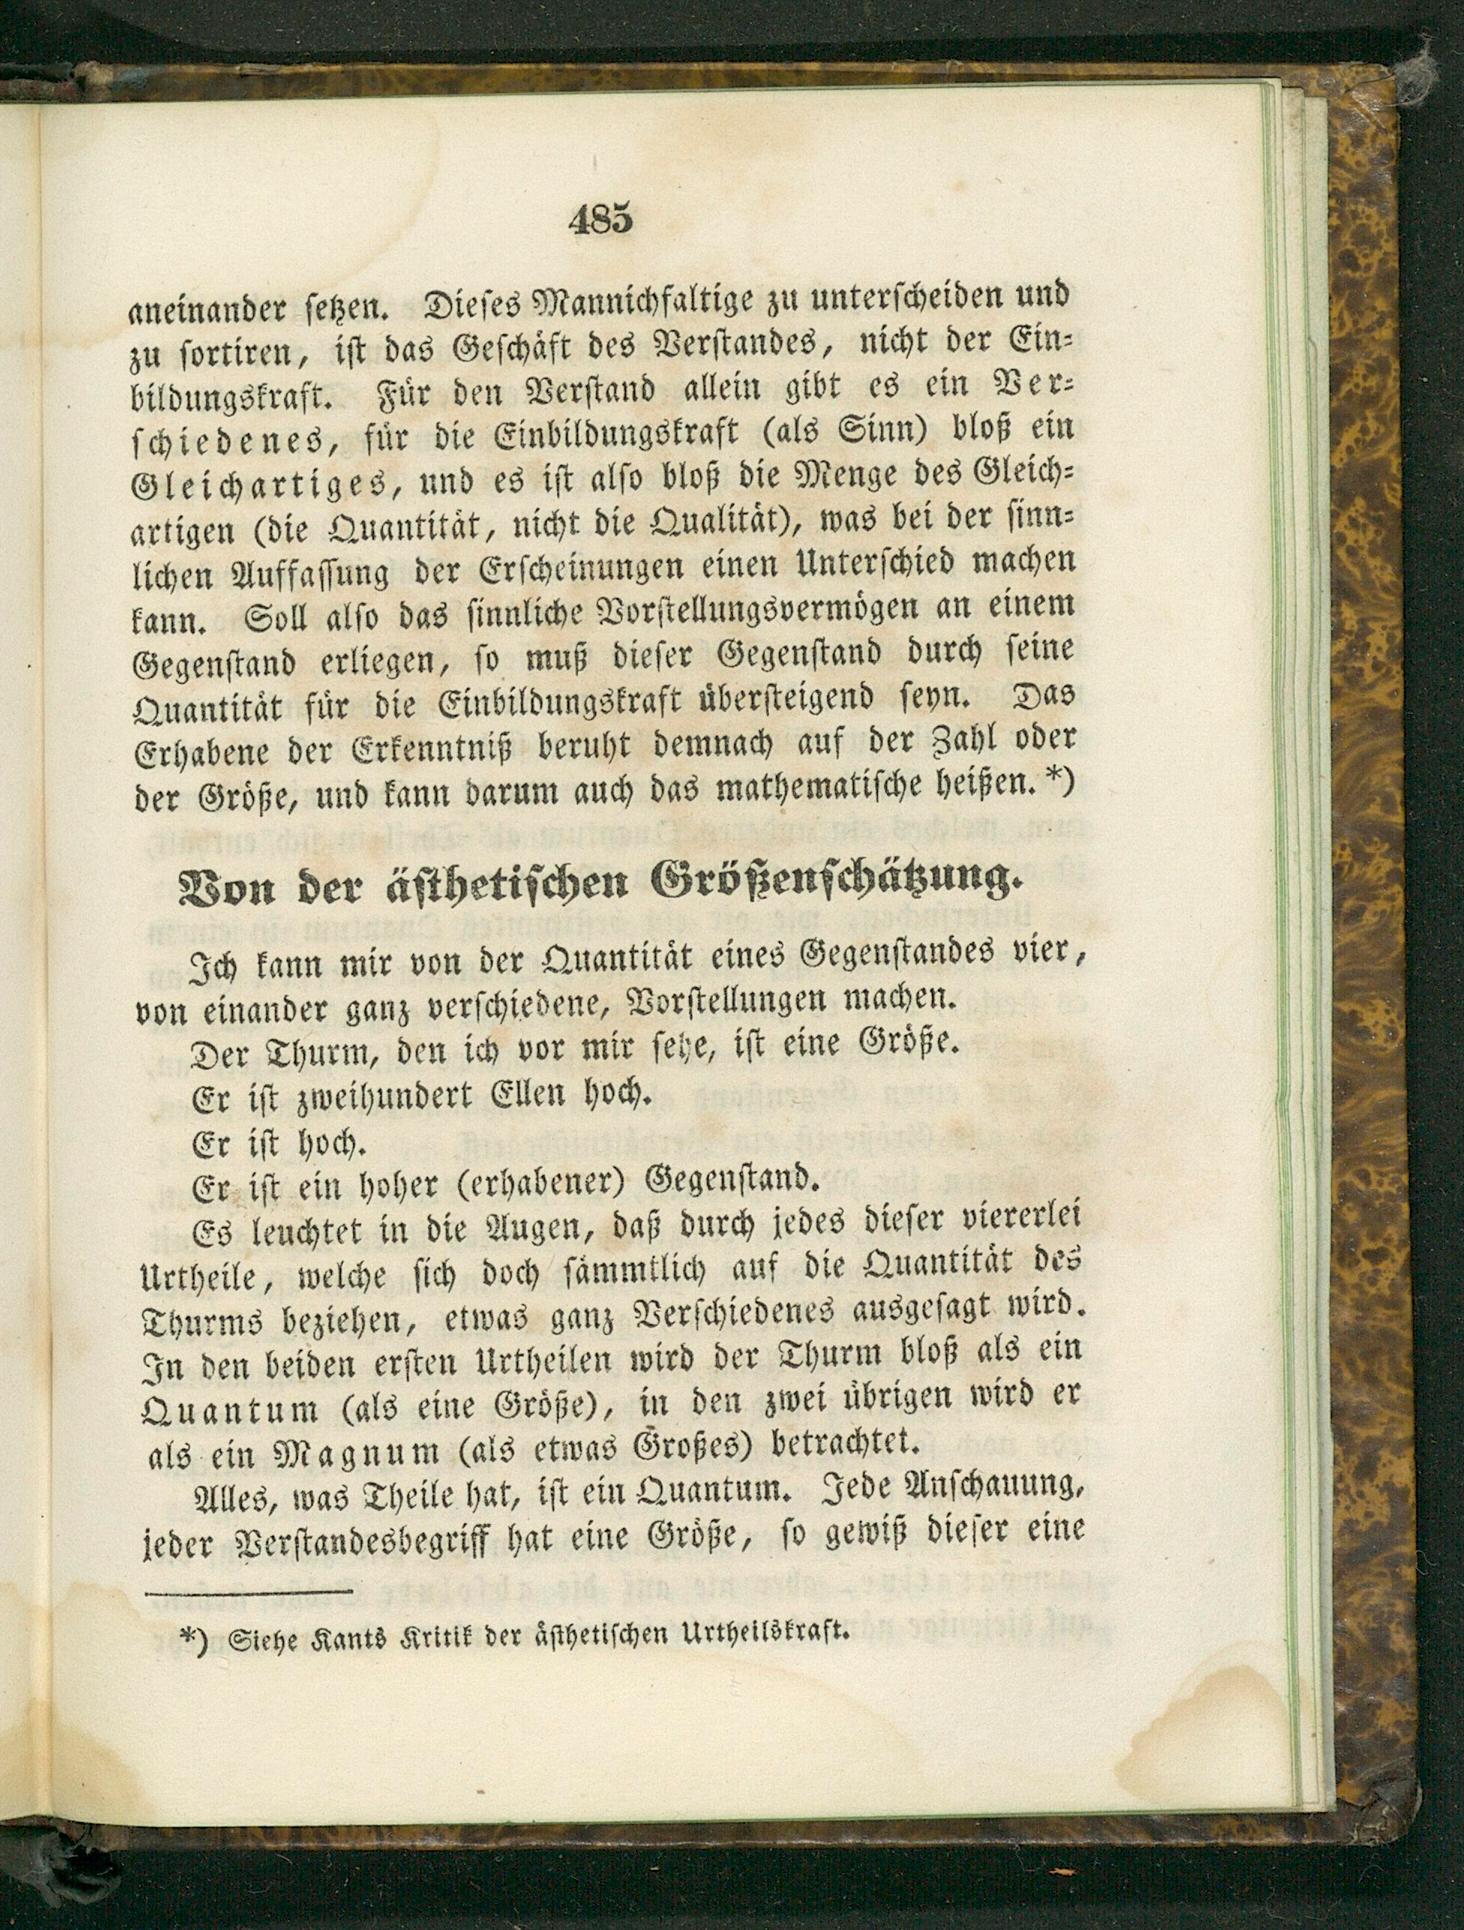 485
aneinander setzen. Dieses Mannichfaltige zu unterscheiden und
zu sortiren, ist das Geschäft des Verstandes, nicht der Ein-
bildungskraft. Für den Verstand allein gibt es ein Ver-
schiedenes, für die Einbildungskraft (als Sinn) bloß ein
Gleichartiges, und es ist also bloß die Menge des Gleich-
artigen (die Quantität, nicht die Qualität), was bei der sinn-
lichen Auffassung der Erscheinungen einen Unterschied machen
kann. Soll also das sinnliche Vorstellungsvermögen an einem
Gegenstand erliegen, so muß dieser Gegenstand durch seine
Quantität für die Einbildungskraft übersteigend seyn. Das
Erhabene der Erkenntniß beruht demnach auf der Zahl oder
der Größe, und kann darum auch das mathematische heißen.*)
Von der ästhetischen Größenschätzung.
Ich kann mir von der Quantität eines Gegenstandes vier,
von einander ganz verschiedene, Vorstellungen machen.
Der Thurm, den ich vor mir sehe, ist eine Größe.
Er ist zweihundert Ellen hoch.
Er ist hoch.
Er ist ein hoher (erhabener) Gegenstand.
Es leuchtet in die Augen, daß durch jedes dieser viererlei
Urtheile, welche sich doch sämmtlich auf die Quantität des
Thurms beziehen, etwas ganz Verschiedenes ausgesagt wird.
In den beiden ersten Urtheilen wird der Thurm bloß als ein
Quantum (als eine Größe), in den zwei übrigen wird er
als ein Magnum (als etwas Großes) betrachtet.
Alles, was Theile hat, ist ein Quantum. Jede Anschauung,
jeder Verstandesbegriff hat eine Größe, so gewiß dieser eine
*) Siehe Kants Kritik der ästhetischen Urtheilskraft.